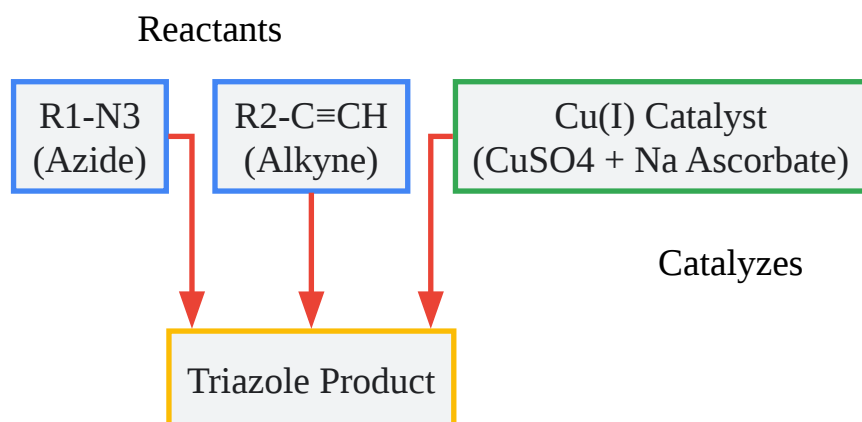 Reactants
R1-N3
(Azide)
R2-C≡CH
(Alkyne)
Cu(I) Catalyst
(CuSO4 + Na Ascorbate)
Catalyzes
Triazole Product